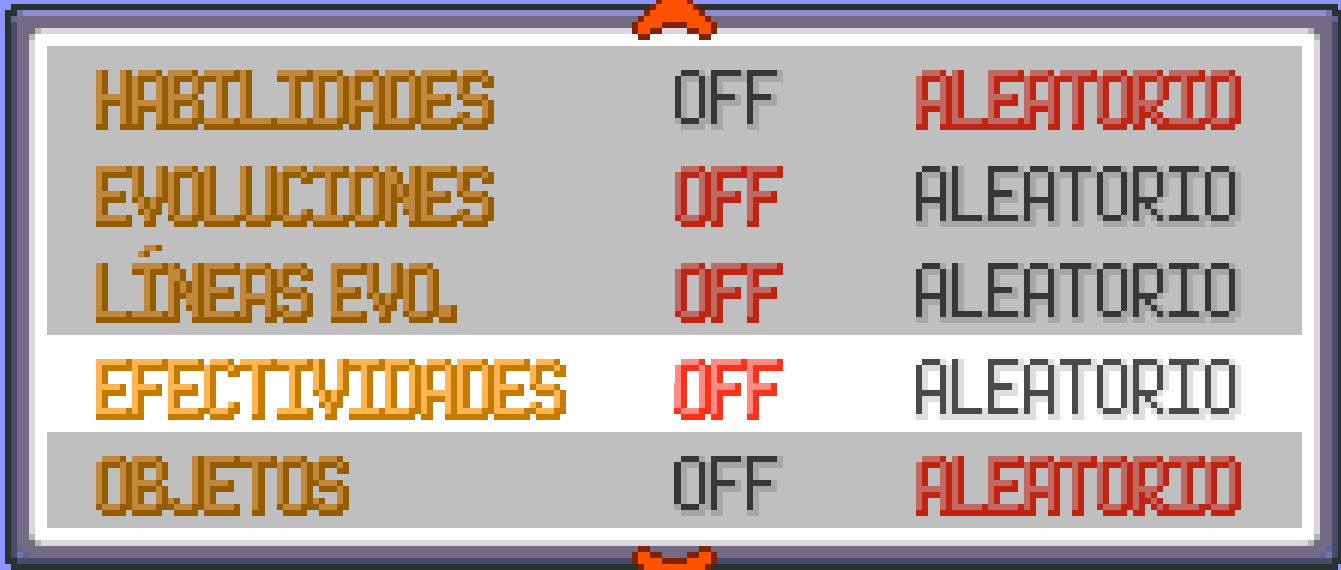 HABILIDADES OFF ALEATORIO
EVOLUCIONES OFF ALEATORIO
LÍNEAS EVO. OFF ALEATORIO
EFECTIVIDADES OFF ALEATORIO
OBJETOS OFF ALEATORIO